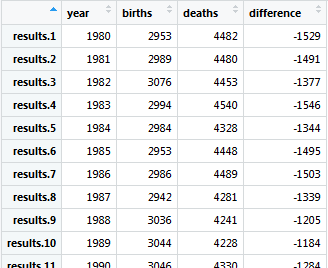 year births deaths difference
results.1 1980 2953 4482 -1529
results.2 1981 2989 4480 -1491
results.3 1982 3076 4453 -1377
results.4 1983 2994 4540 -1546
results.5 1984 2984 4328 -1344
results.6 1985 2953 4448 -1495
results.7 1986 2986 4489 -1503
results.8 1987 2942 4281 -1339
results.9 1988 3036 4241 -1205
results.10 1989 3044 4228 -1184
results.11 1990 3046 4330 -1284